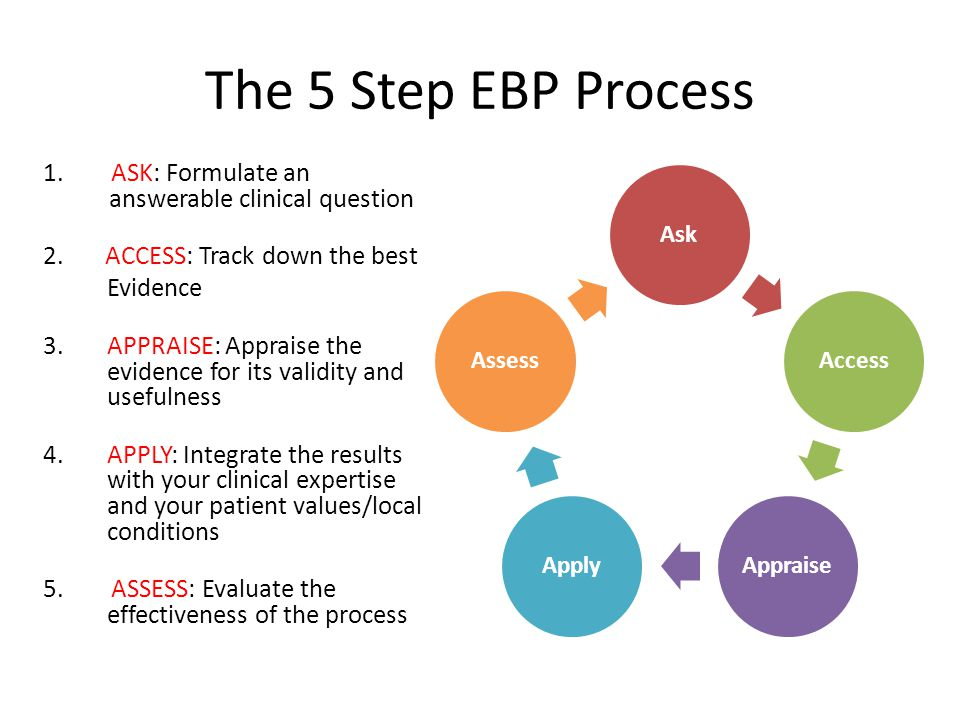 The 5 Step EBP Process
1. ASK: Formulate an
answerable clinical question
2. ACCESS: Track down the best
Evidence
3. APPRAISE: Appraise the
evidence for its validity and
usefulness
4. APPLY: Integrate the results
with your clinical expertise
and your patient values/local
conditions
5. ASSESS: Evaluate the
effectiveness of the process
Ask
Access
Appraise
Apply
Assess